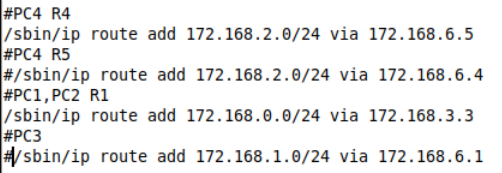 #PC4 R4
/sbin/ip route add 172.168.2.0/24 via 172.168.6.5
#PC4 R5
#/sbin/ip route add 172.168.2.0/24 via 172.168.6.4
#PC1,PC2 R1
/sbin/ip route add 172.168.0.0/24 via 172.168.3.3
#PC3
#/sbin/ip route add 172.168.1.0/24 via 172.168.6.1